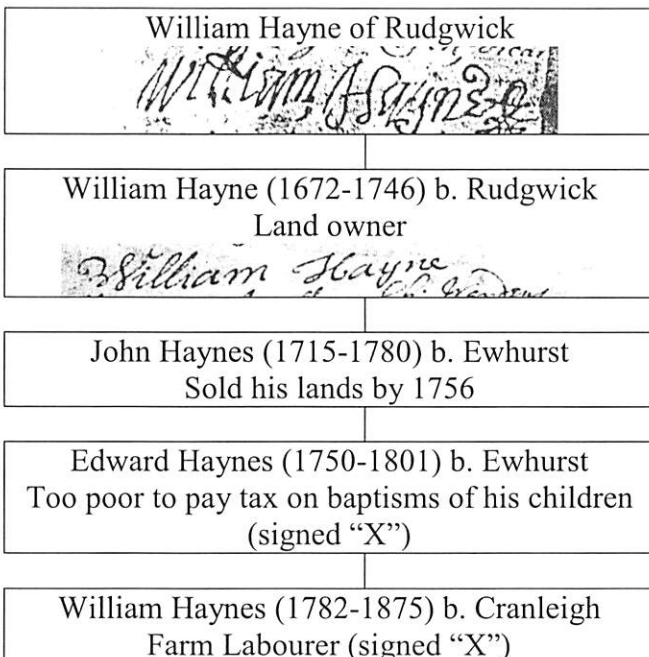 William Hayne of Rudgwick
William Hayne
William Hayne (1672-1746) b. Rudgwick
Land owner
William Hayne
John Haynes (1715-1780) b. Ewhurst
Sold his lands by 1756
Edward Haynes (1750-1801) b. Ewhurst
Too poor to pay tax on baptisms of his children
(signed “X”)
William Haynes (1782-1875) b. Cranleigh
Farm Labourer (signed “X”)